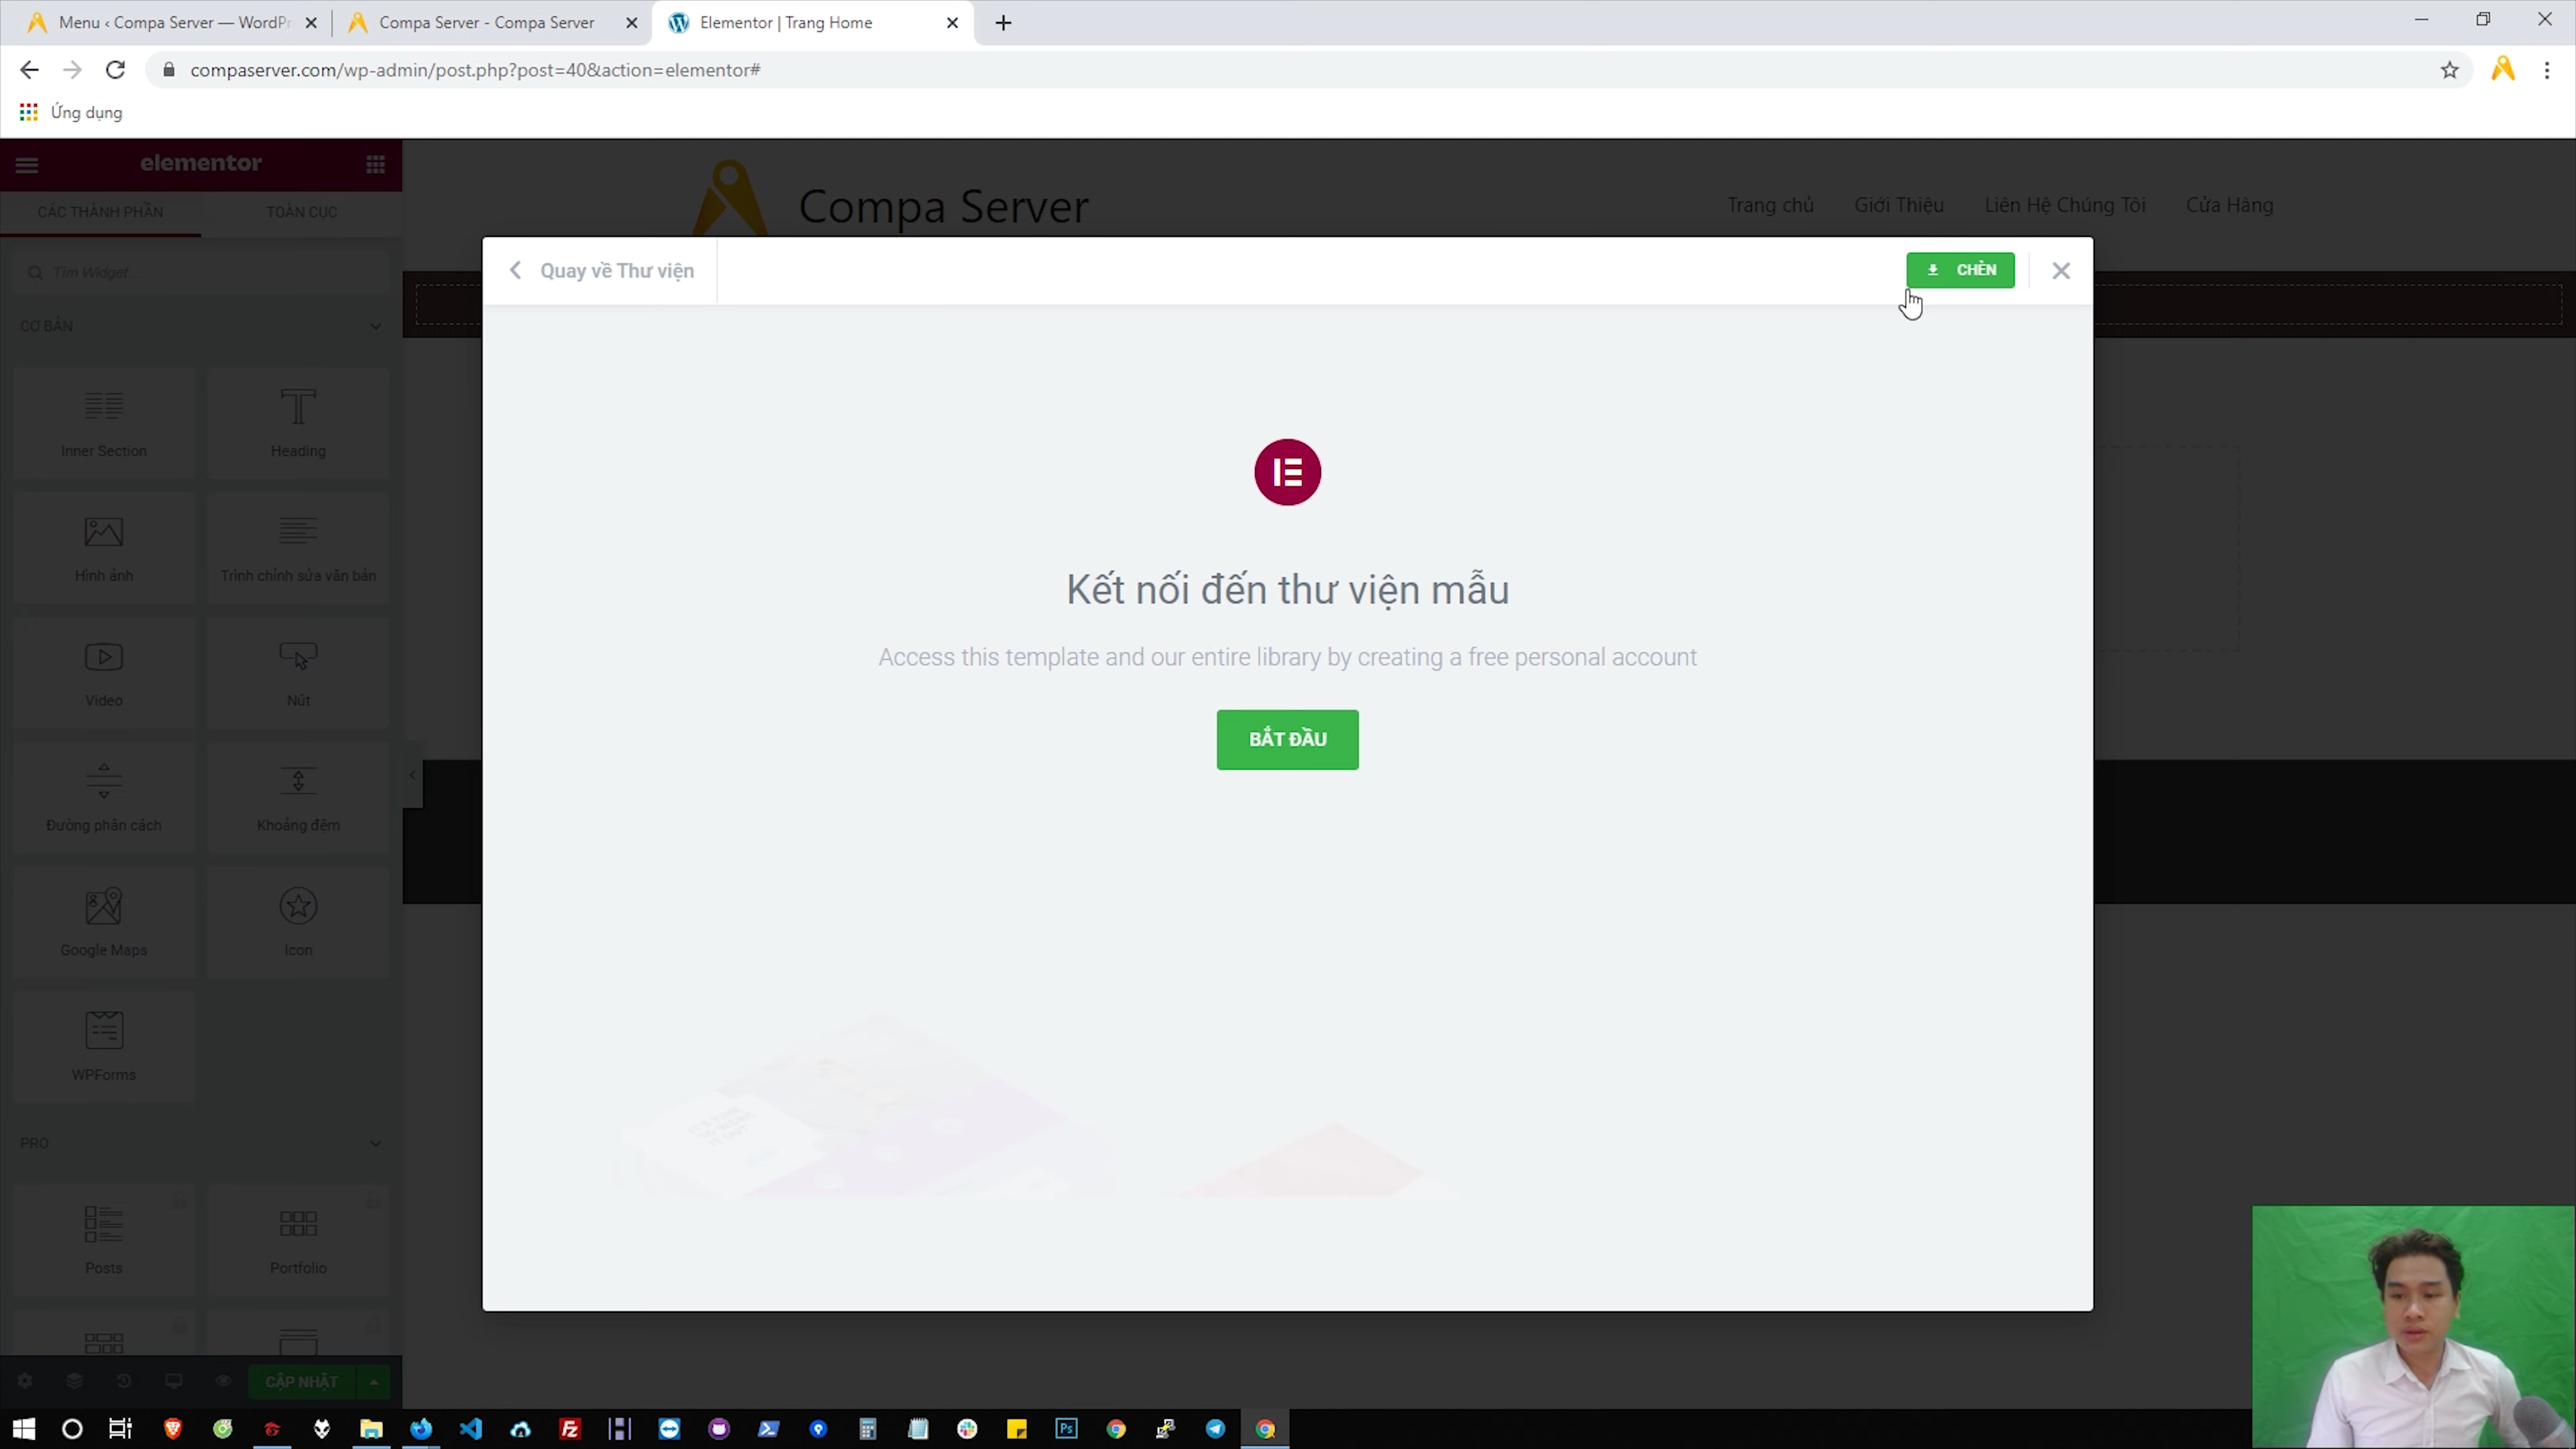 Menu ‹ Compa Server — WordPr
Compa Server - Compa Server
Elementor | Trang Home
compaserver.com/wp-admin/post.php?post=40&action=elementor#
Ứng dụng
elementor
CÁC THÀNH PHẦN
TOÀN CỤC
Tìm Widget...
CƠ BẢN
Inner Section
Heading
Hình ảnh
Trình chỉnh sửa văn bản
Video
Nút
Đường phân cách
Khoảng đệm
Google Maps
Icon
WPForms
PRO
Posts
Portfolio
CẬP NHẬT
Compa Server
Trang chủ
Giới Thiệu
Liên Hệ Chúng Tôi
Cửa Hàng
Quay về Thư viện
CHÈN
Kết nối đến thư viện mẫu
Access this template and our entire library by creating a free personal account
BẮT ĐẦU